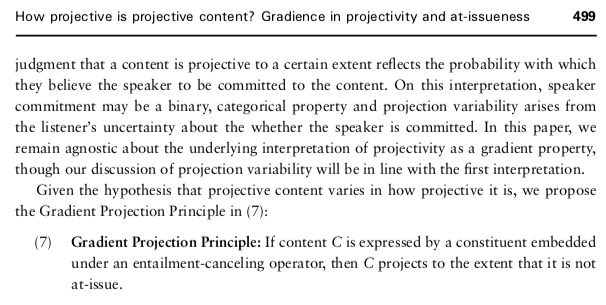 How projective is projective content? Gradience in projectivity and at-issueness 499
judgment that a content is projective to a certain extent reflects the probability with which
they believe the speaker to be committed to the content. On this interpretation, speaker
commitment may be a binary, categorical property and projection variability arises from
the listener's uncertainty about the whether the speaker is committed. In this paper, we
remain agnostic about the underlying interpretation of projectivity as a gradient property,
though our discussion of projection variability will be in line with the first interpretation.
Given the hypothesis that projective content varies in how projective it is, we propose
the Gradient Projection Principle in (7):
(7) Gradient Projection Principle: If content C is expressed by a constituent embedded
under an entailment-canceling operator, then C projects to the extent that it is not
at-issue.